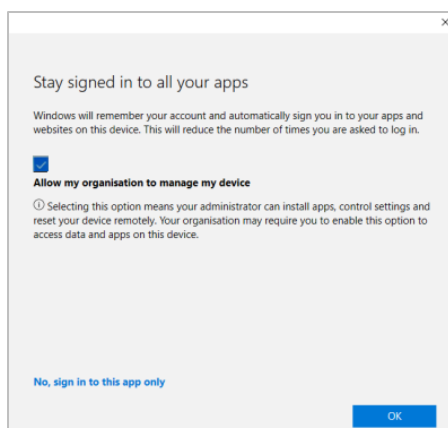 Stay signed in to all your apps
Windows will remember your account and automatically sign you in to your apps and
websites on this device. This will reduce the number of times you are asked to log in.
Allow my organisation to manage my device
Selecting this option means your administrator can install apps, control settings and
reset your device remotely. Your organisation may require you to enable this option to
access data and apps on this device.
No, sign in to this app only
OK